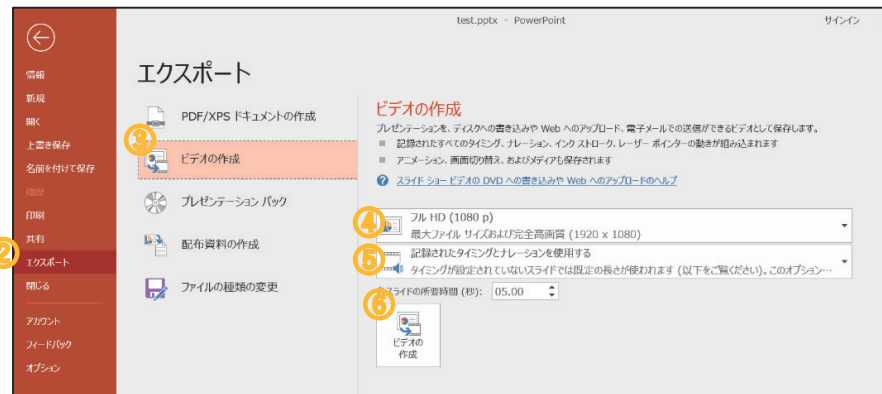 test.pptx - PowerPoint
サインイン
情報
新規
開く
上書き保存
名前を付けて保存
履歴
印刷
共有
②
エクスポート
閉じる
アカウント
フィードバック
オプション
エクスポート
PDF/XPS ドキュメントの作成
③
ビデオの作成
プレゼンテーション パック
配布資料の作成
ファイルの種類の変更
ビデオの作成
プレゼンテーションを、ディスクへの書き込みや Web へのアップロード、電子メールでの送信ができるビデオとして保存します。
記録されたすべてのタイミング、ナレーション、インク ストローク、レーザー ポインターの動きが組み込まれます
アニメーション、画面切り替え、およびメディアも保存されます
スライド ショー ビデオの DVD への書き込みや Web へのアップロードのヘルプ
④
フル HD (1080 p)
最大ファイル サイズおよび完全高画質 (1920 x 1080)
⑤
記録されたタイミングとナレーションを使用する
タイミングが設定されていないスライドでは既定の長さが使われます (以下をご覧ください)。このオプション…
⑥
スライドの所要時間 (秒): 05.00
ビデオの
作成